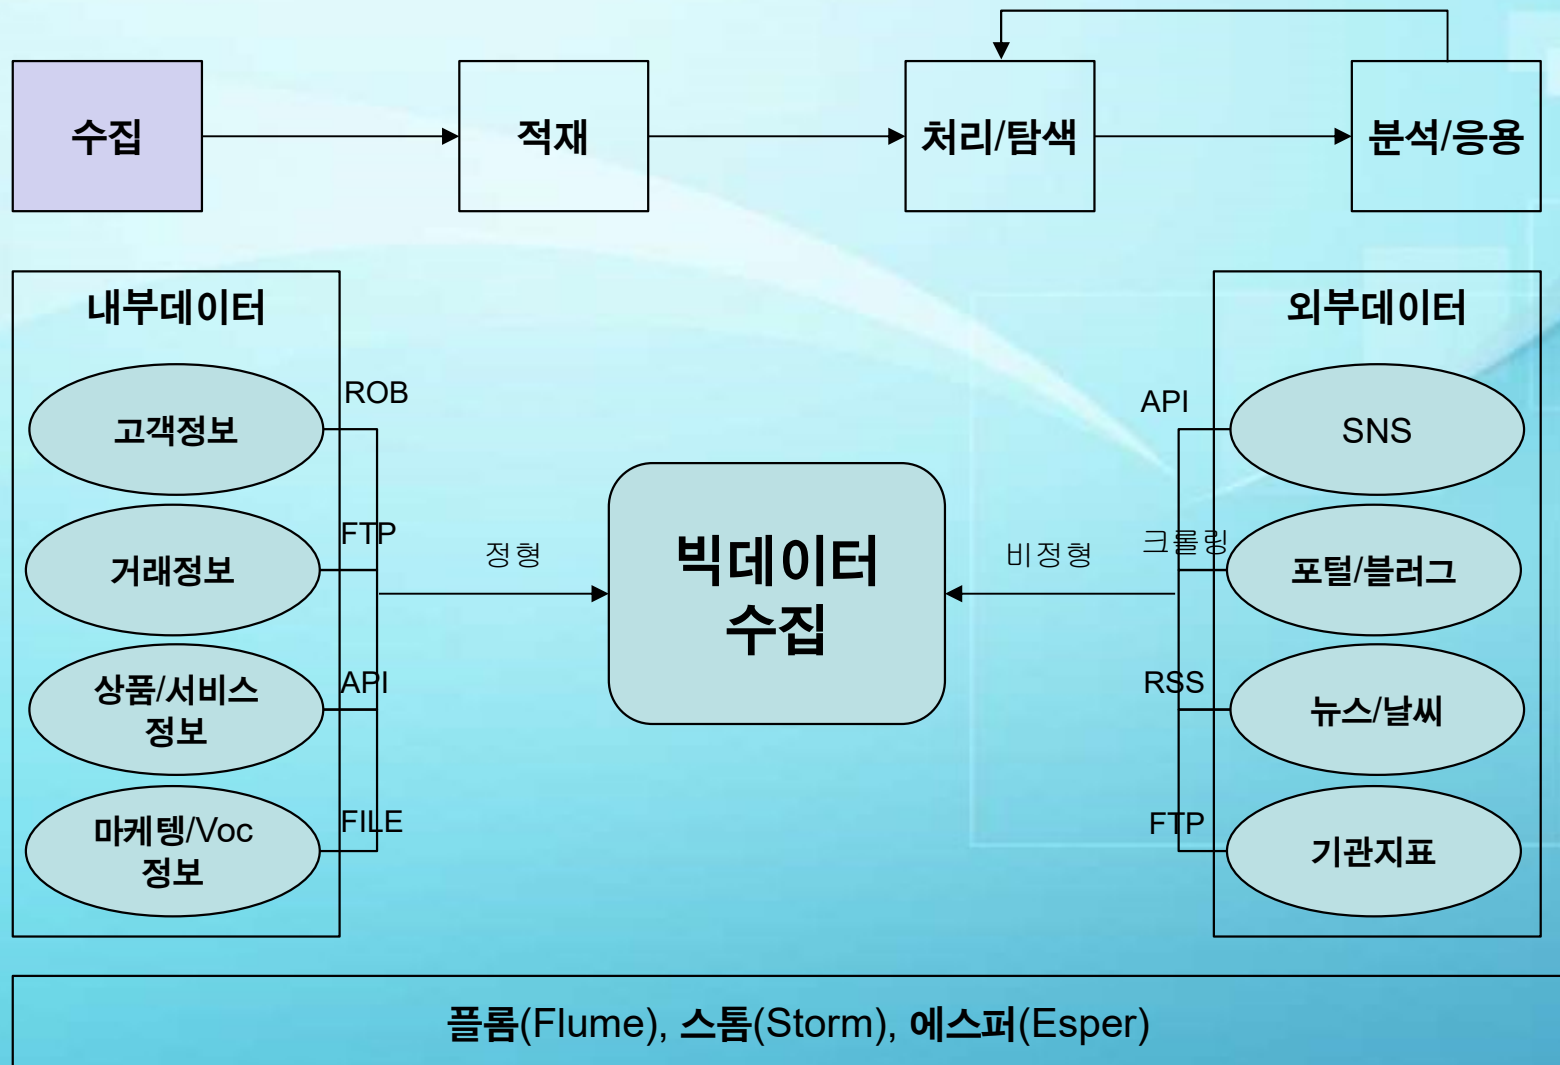 수집
적재
처리/탐색
분석/응용
내부데이터
고객정보
거래정보
상품/서비스
정보
마케텡/Voc
정보
ROB
FTP
API
FILE
정형
빅데이터
수집
비정형
API
크롤링
RSS
FTP
외부데이터
SNS
포털/블러그
뉴스/날씨
기관지표
플롬(Flume), 스톰(Storm), 에스퍼(Esper)